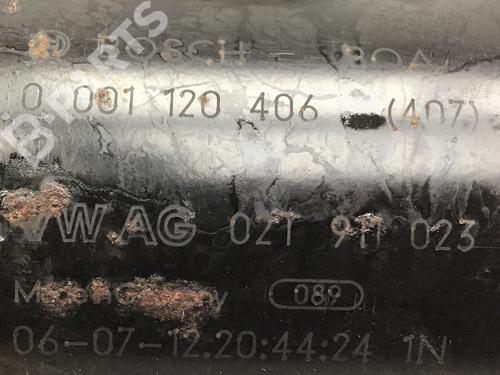 BOSCH
0 001 120 406 (407)
VW AG 021 911 023
089
06-07-12.20:44:24 1N